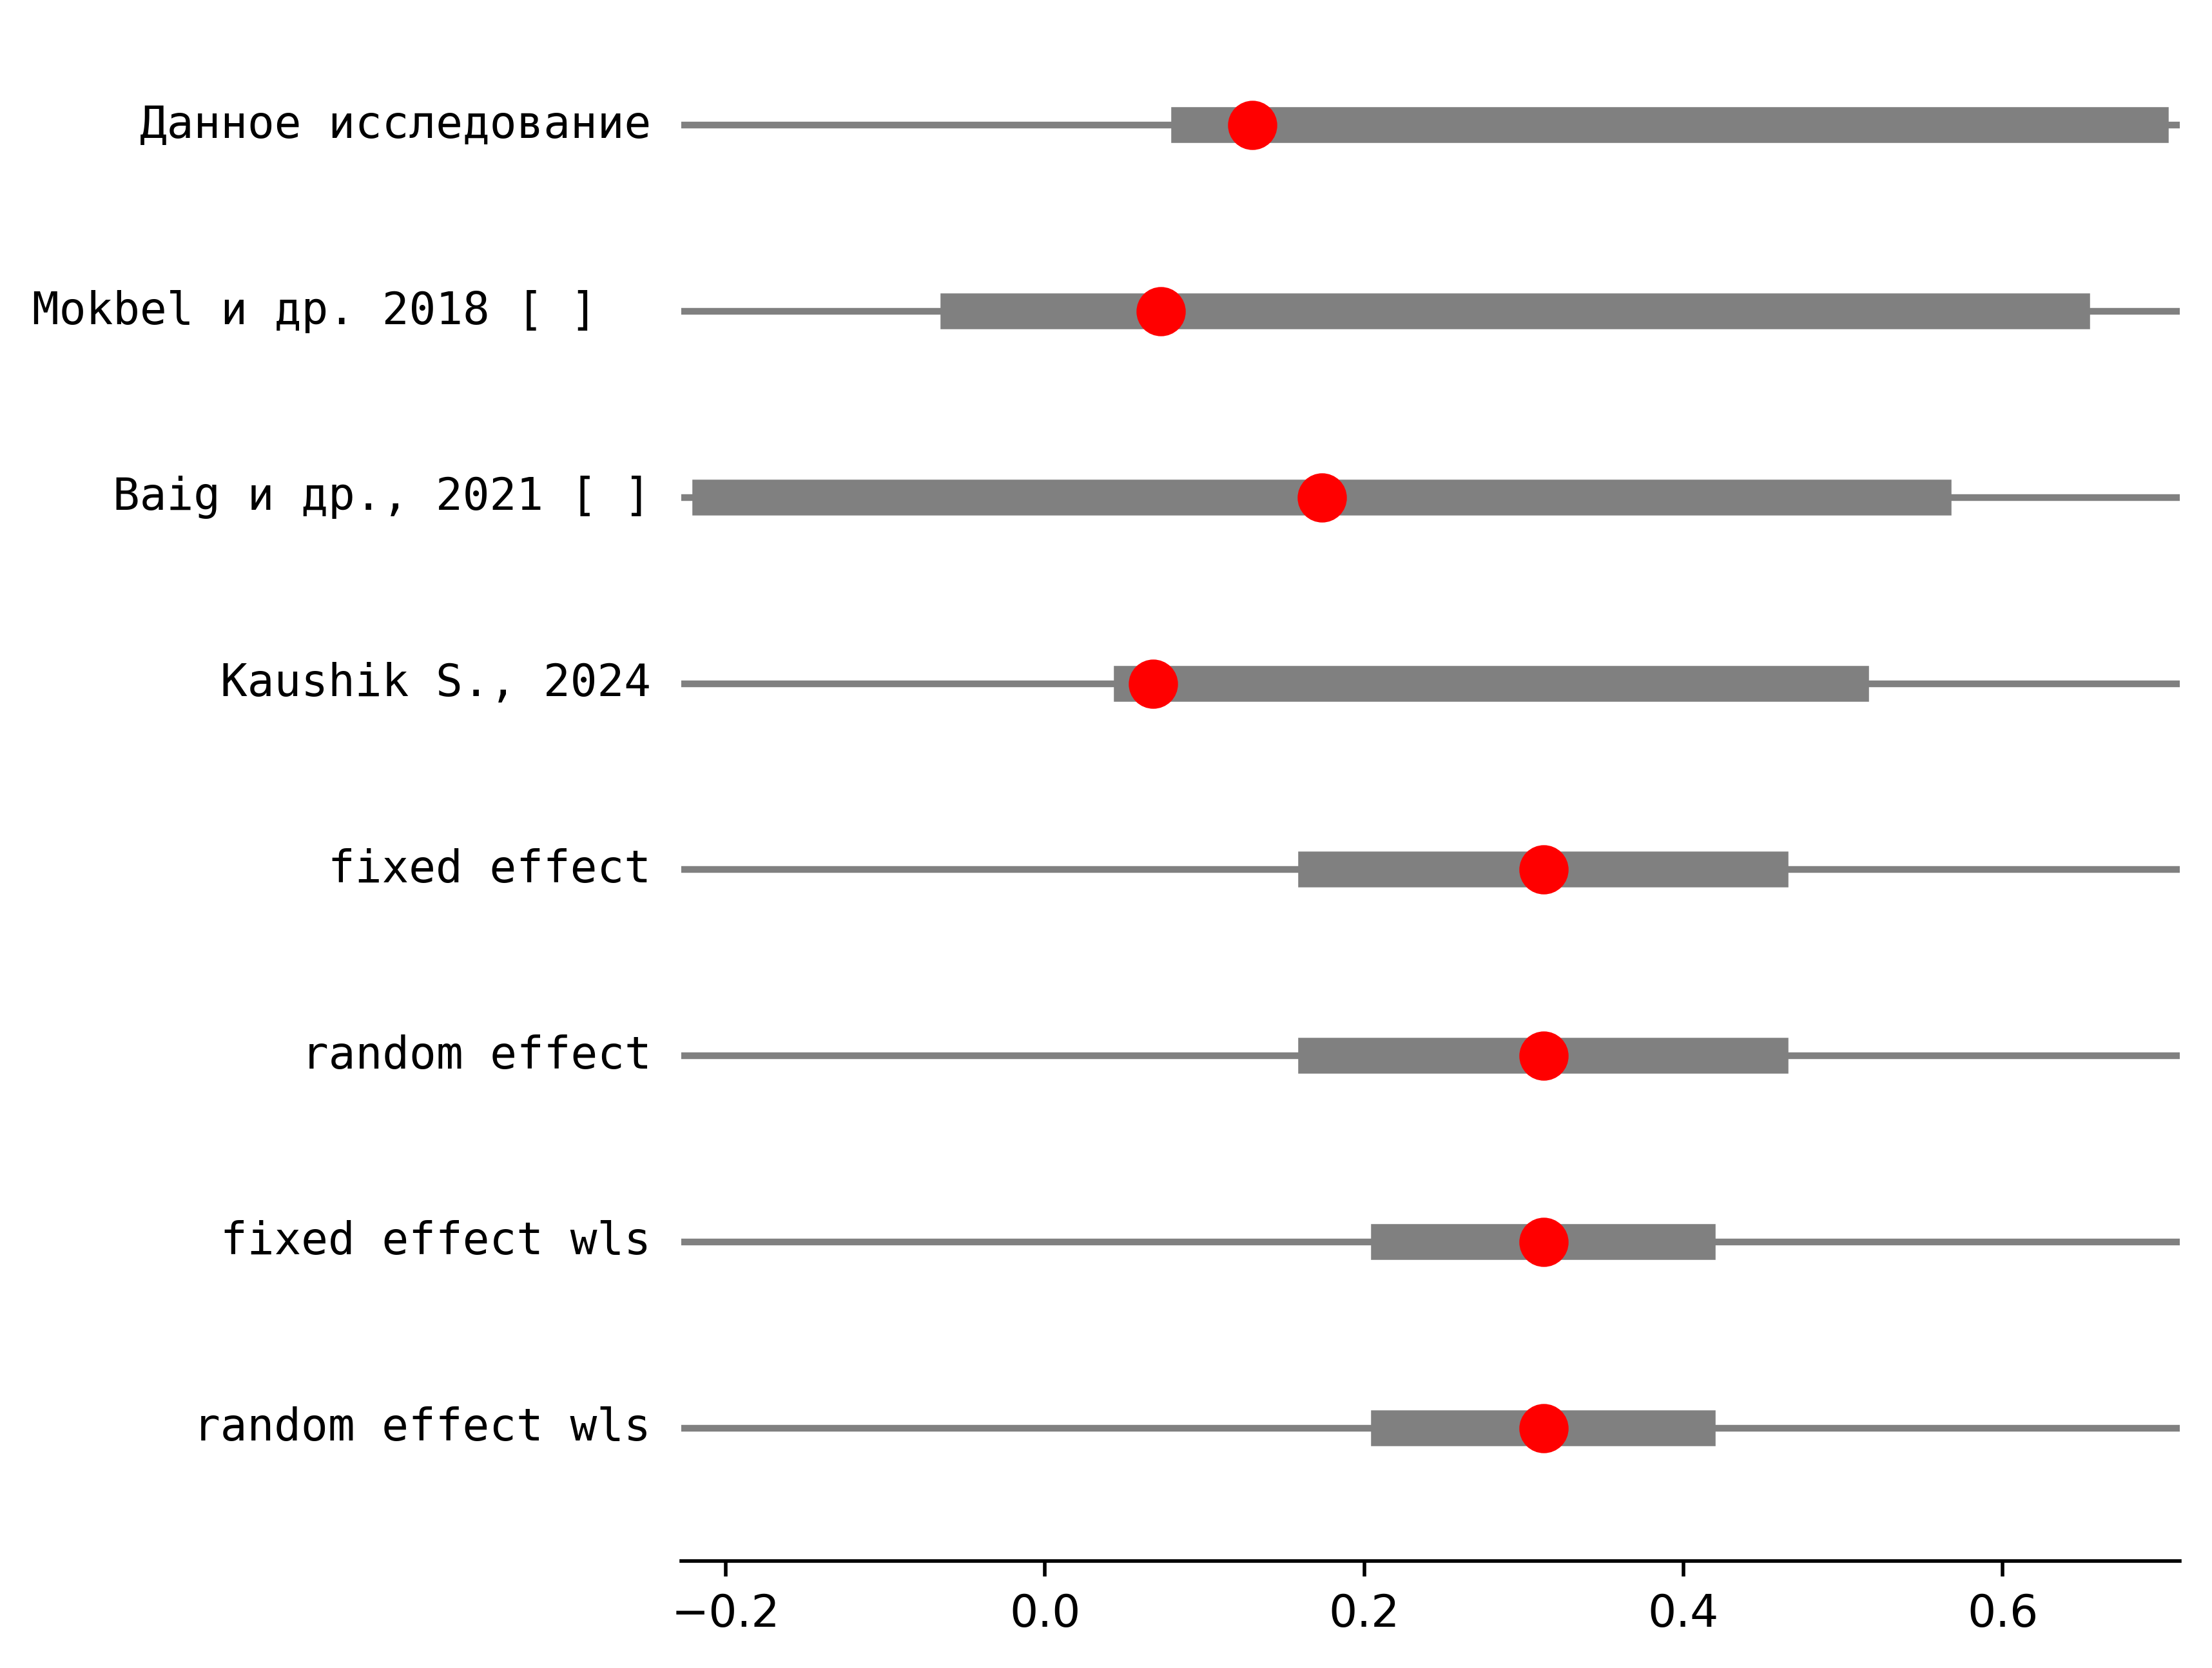 Данное исследование
Mokbel и др. 2018 [ ]
Baig и др., 2021 [ ]
Kaushik S., 2024
fixed effect
random effect
fixed effect wls
random effect wls
−0.2 0.0 0.2 0.4 0.6